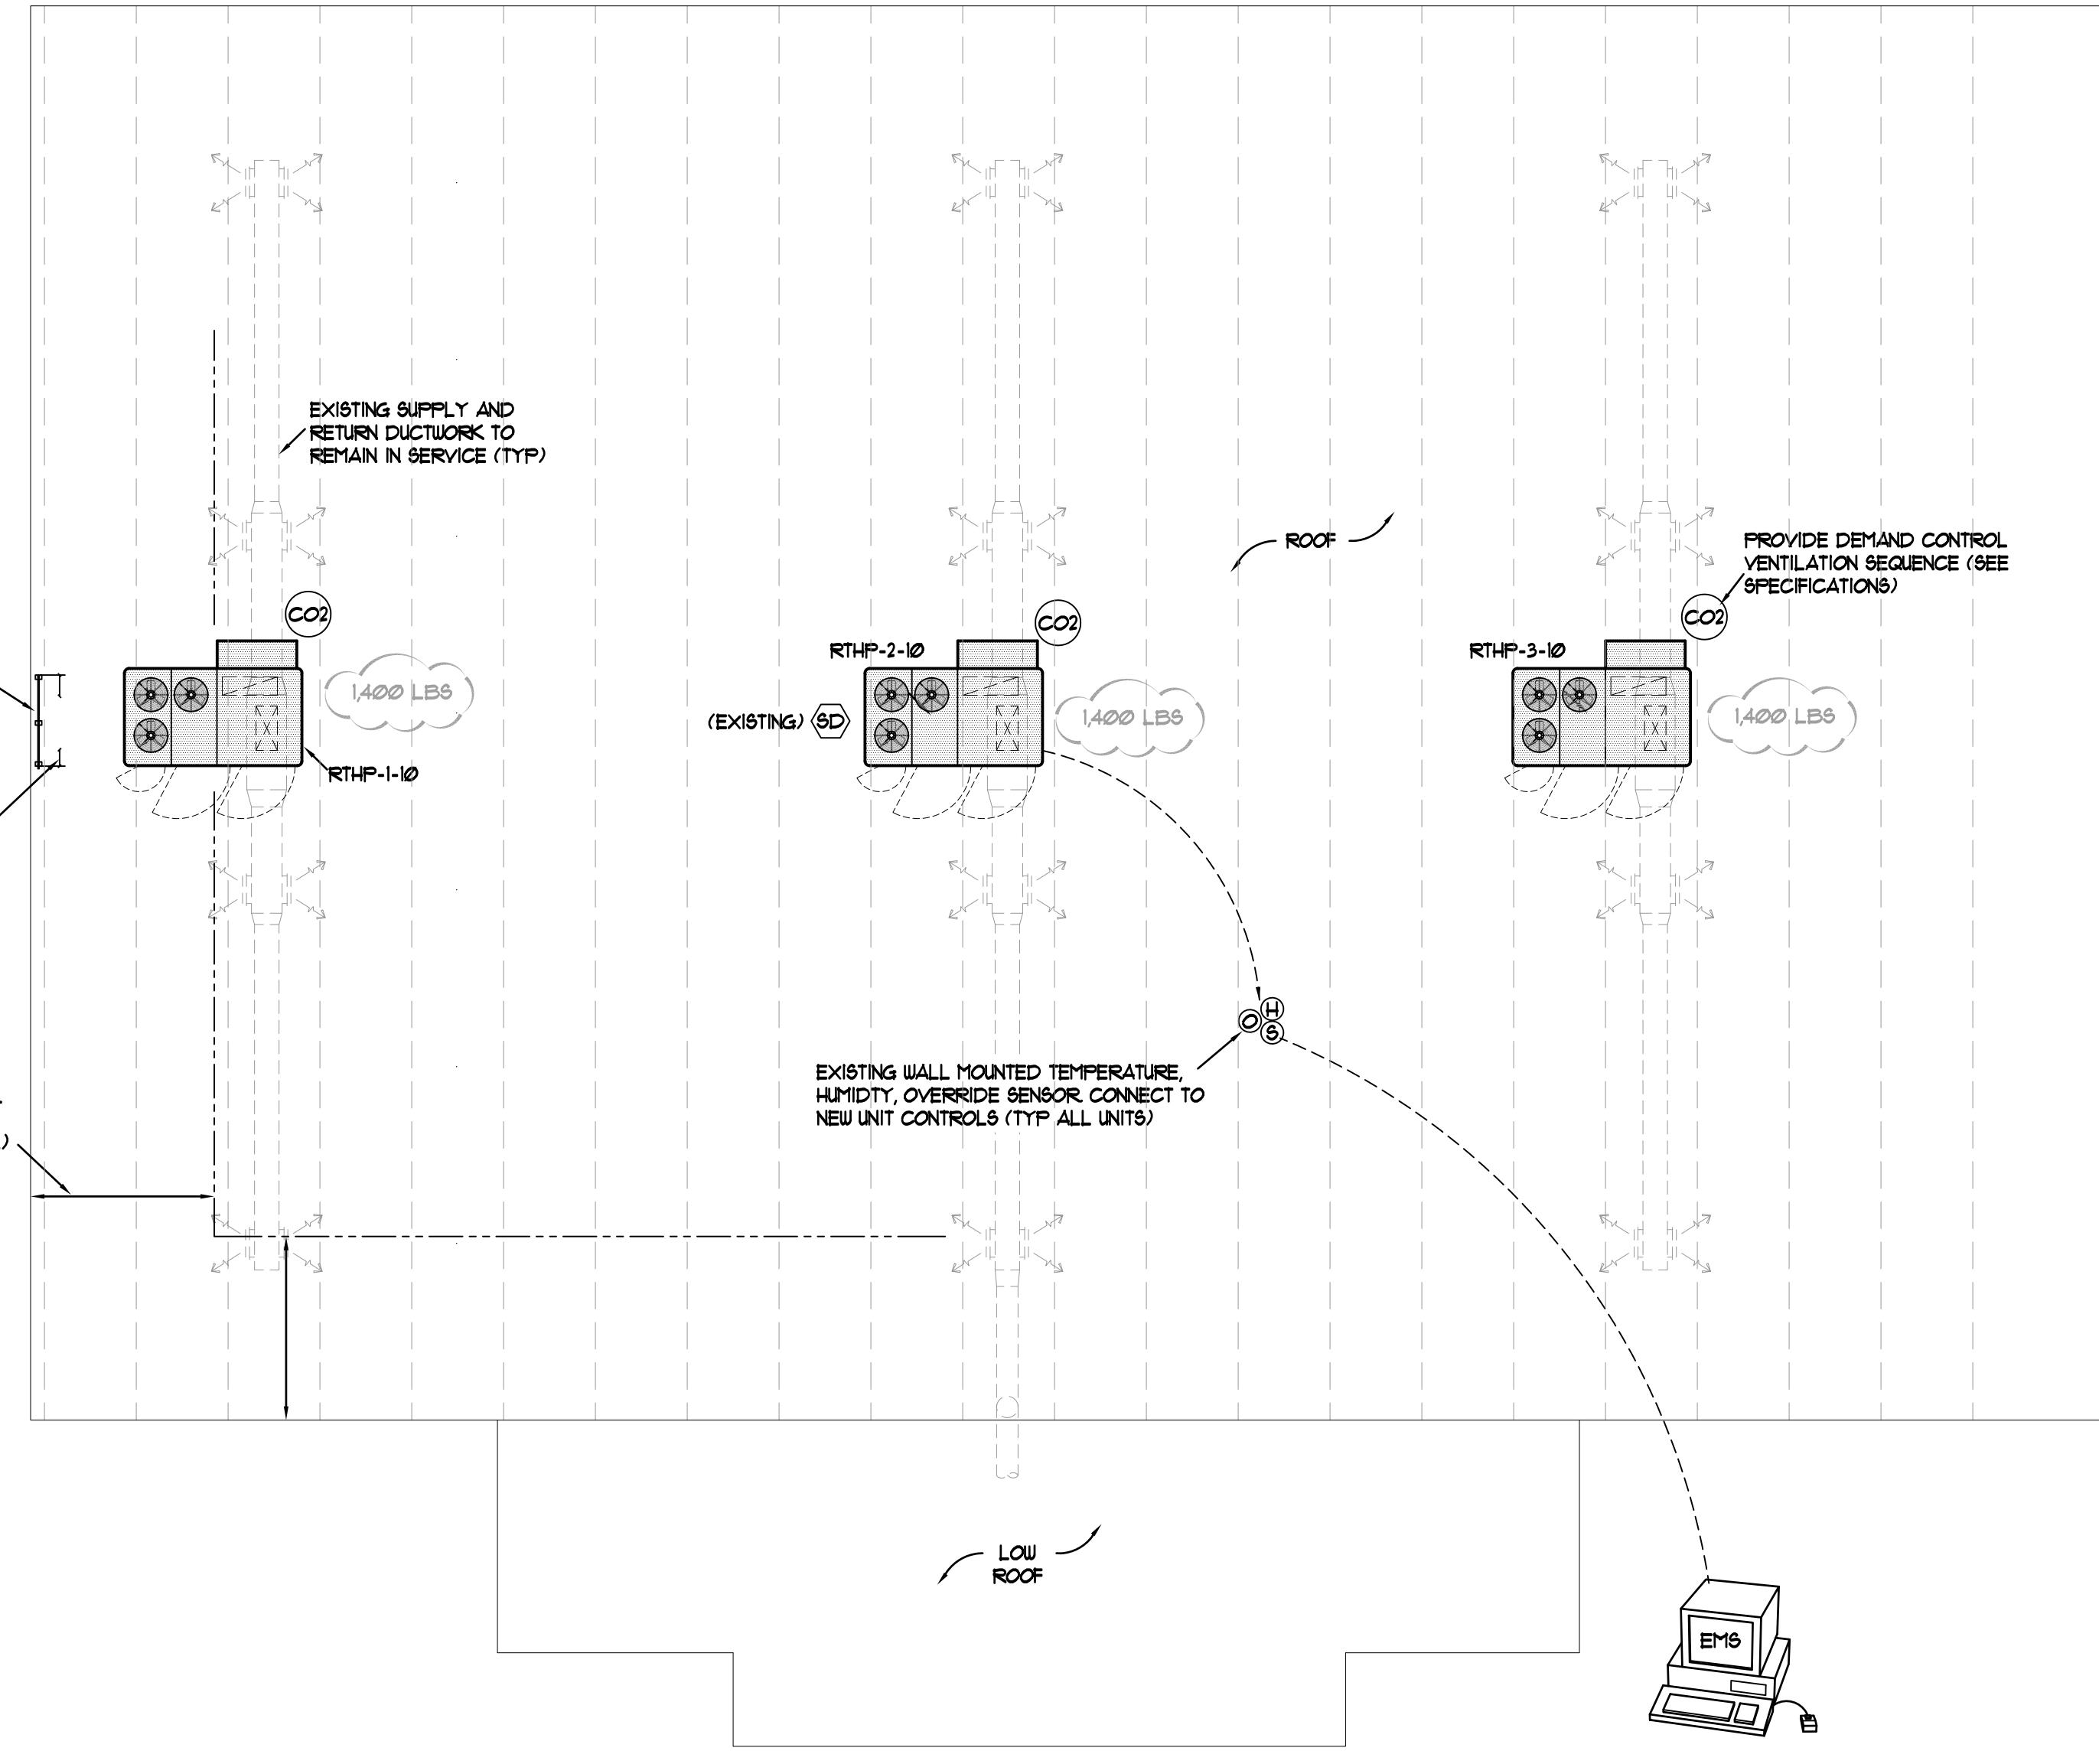 EXISTING SUPPLY AND
RETURN DUCTWORK TO
REMAIN IN SERVICE (TYP)
ROOF
PROVIDE DEMAND CONTROL
VENTILATION SEQUENCE (SEE
SPECIFICATIONS)
CO2
CO2
CO2
RTHP-2-10
RTHP-3-10
1,400 LBS
(EXISTING) SD
1,400 LBS
1,400 LBS
RTHP-1-10
O
H
S
EXISTING WALL MOUNTED TEMPERATURE,
HUMIDTY, OVERRIDE SENSOR. CONNECT TO
NEW UNIT CONTROLS (TYP ALL UNITS)
)
LOW
ROOF
EMS